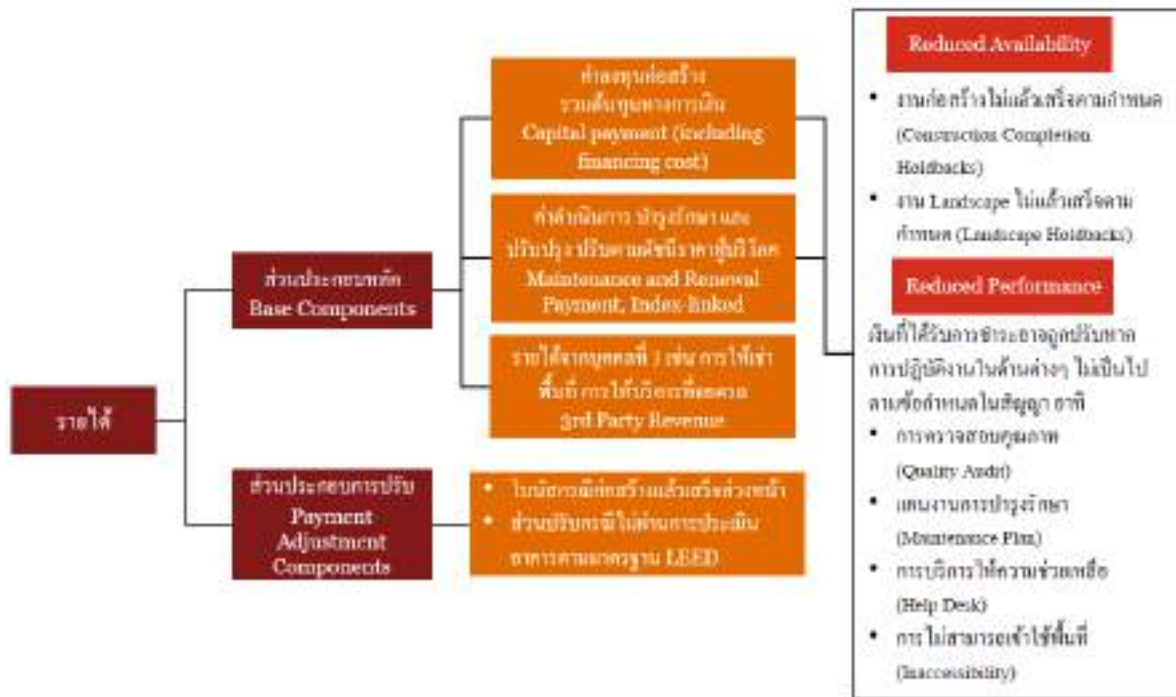 รายได้
ส่วนประกอบหลัก
Base Components
ส่วนประกอบการปรับ
Payment
Adjustment
Components
ค่าลงทุนก่อสร้าง
รวมต้นทุนทางการเงิน
Capital payment (including
financing cost)
ค่าดำเนินการ บำรุงรักษา และ
ปรับปรุง ปรับตามดัชนีราคาผู้บริโภค
Maintenance and Renewal
Payment, Index-linked
รายได้จากบุคคลที่ 3 เช่น การให้เช่า
พื้นที่ การให้บริการที่จอดรถ
3rd Party Revenue
• โบนัสกรณีก่อสร้างแล้วเสร็จล่วงหน้า
• ส่วนปรับกรณีไม่ผ่านการประเมิน
อาคารตามมาตรฐาน LEED
Reduced Availability
• งานก่อสร้างไม่แล้วเสร็จตามกำหนด
(Construction Completion
Holdbacks)
• งาน Landscape ไม่แล้วเสร็จตาม
กำหนด (Landscape Holdbacks)
Reduced Performance
เงินที่ได้รับการชำระอาจถูกปรับหาก
การปฏิบัติงานในด้านต่างๆ ไม่เป็นไป
ตามข้อกำหนดในสัญญา อาทิ
• การตรวจสอบคุณภาพ
(Quality Audit)
• แผนงานการบำรุงรักษา
(Maintenance Plan)
• การบริการให้ความช่วยเหลือ
(Help Desk)
• การไม่สามารถเข้าใช้พื้นที่
(Inaccessibility)